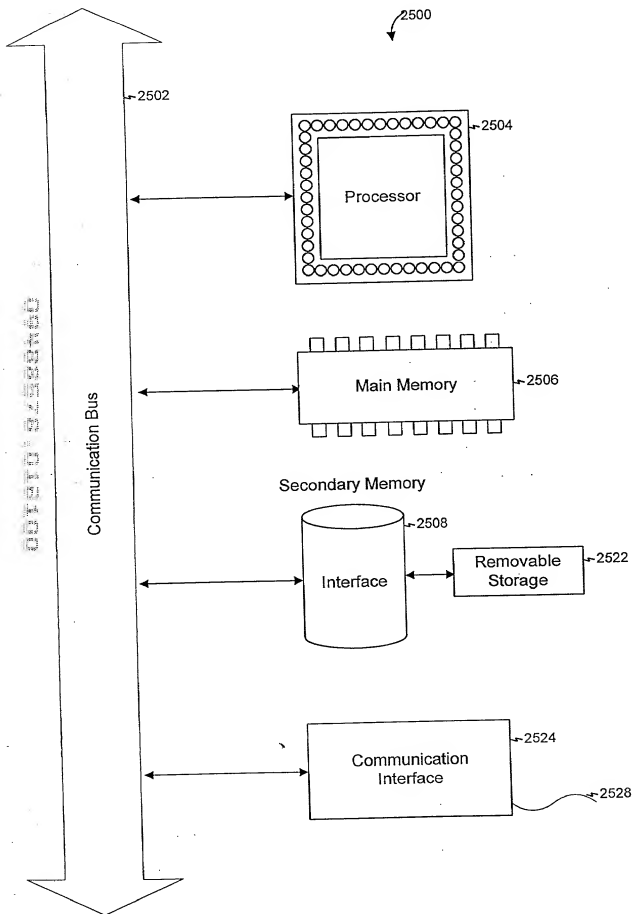 2500
2502
2504
Processor
Main Memory
2506
Communication Bus
Secondary Memory
2508
Interface
Removable
Storage
2522
Communication
Interface
2524
2528